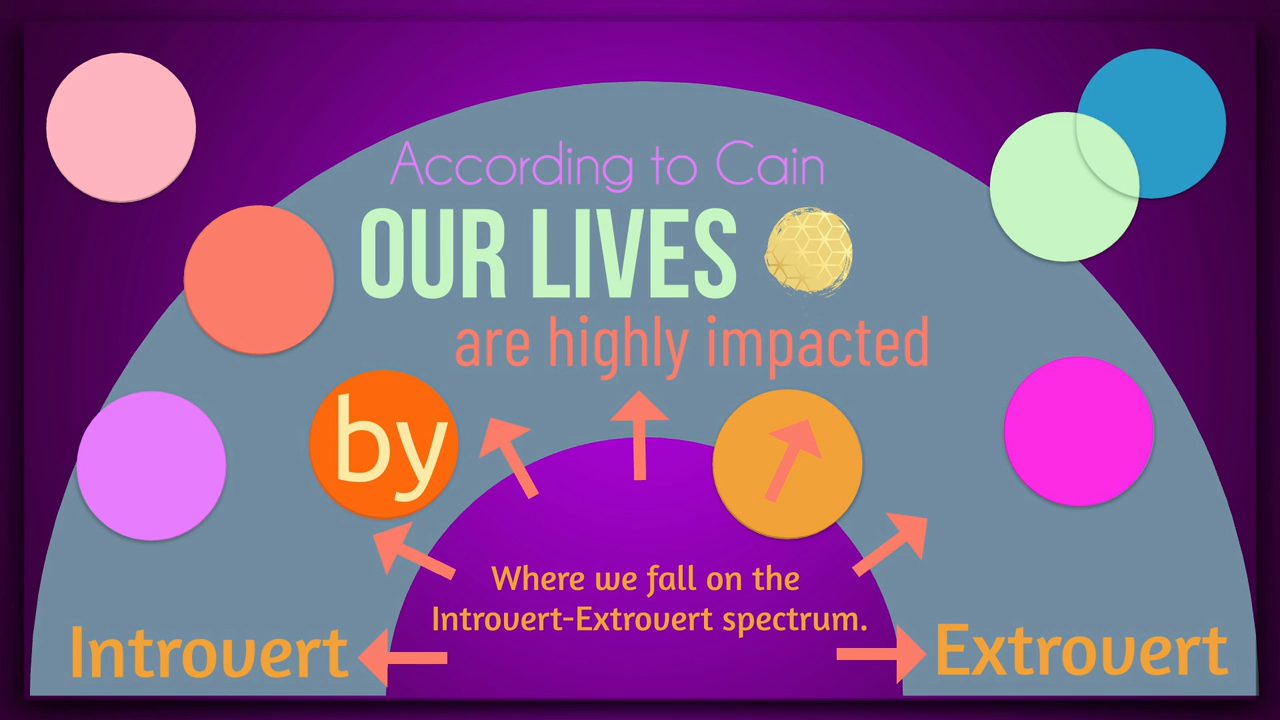 According to Cain
OUR LIVES
are highly impacted
by
Where we fall on the
Introvert-Extrovert spectrum.
Introvert
Extrovert